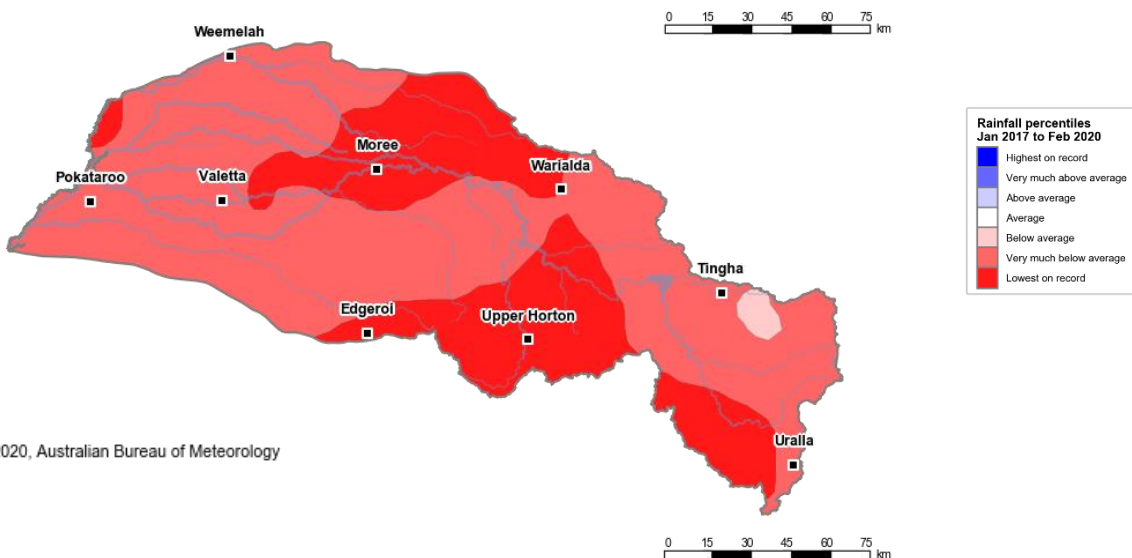 0 15 30 45 60 75
km
Weemelah
Moree
Warialda
Pokataroo
Valetta
Tingha
Edgeroi
Upper Horton
Uralla
Rainfall percentiles
Jan 2017 to Feb 2020
Highest on record
Very much above average
Above average
Average
Below average
Very much below average
Lowest on record
020, Australian Bureau of Meteorology
0 15 30 45 60 75
km